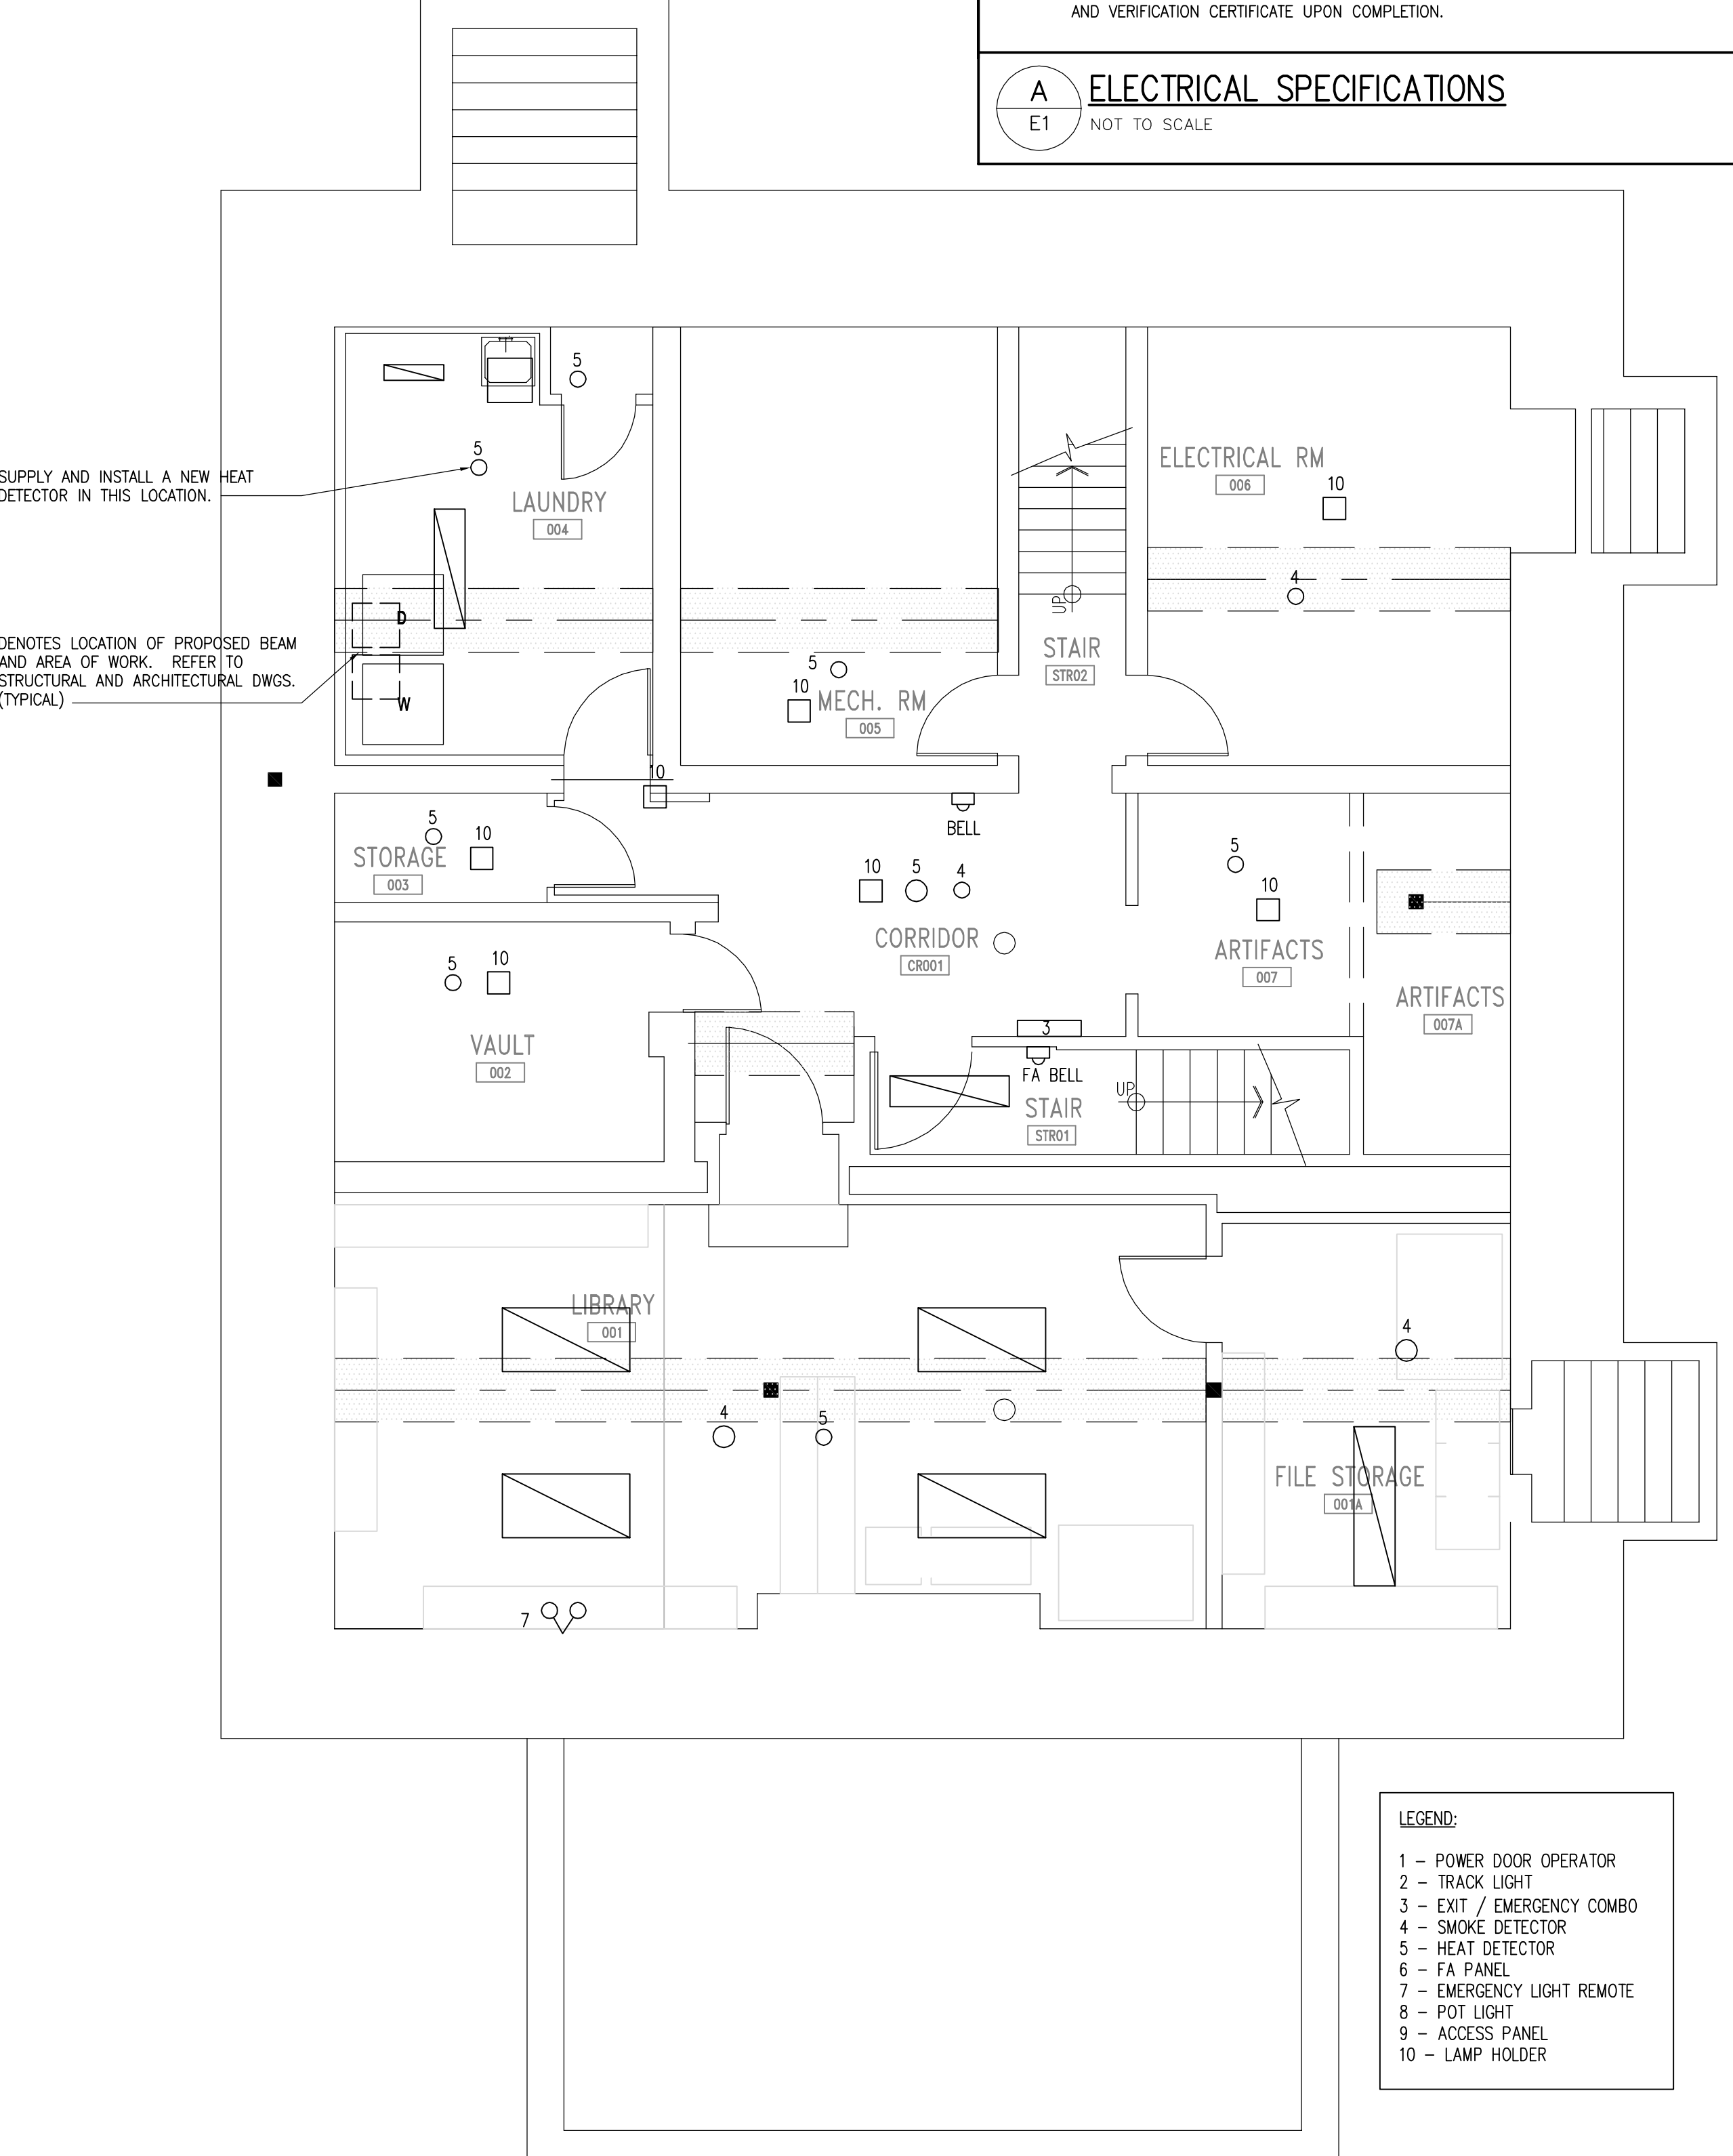 AND VERIFICATION CERTIFICATE UPON COMPLETION.
A
E1
ELECTRICAL SPECIFICATIONS
NOT TO SCALE
5
5
SUPPLY AND INSTALL A NEW HEAT
DETECTOR IN THIS LOCATION.
LAUNDRY
004
ELECTRICAL RM
006
10
4
D
W
DENOTES LOCATION OF PROPOSED BEAM
AND AREA OF WORK. REFER TO
STRUCTURAL AND ARCHITECTURAL DWGS.
(TYPICAL)
UP
STAIR
STR02
5
10
MECH. RM
005
10
BELL
5
10
STORAGE
003
10
5
4
CORRIDOR
CR001
5
10
ARTIFACTS
007
ARTIFACTS
007A
5
10
VAULT
002
3
FA BELL
UP
STAIR
STR01
LIBRARY
001
4
4
5
FILE STORAGE
001A
7
LEGEND:
1 – POWER DOOR OPERATOR
2 – TRACK LIGHT
3 – EXIT / EMERGENCY COMBO
4 – SMOKE DETECTOR
5 – HEAT DETECTOR
6 – FA PANEL
7 – EMERGENCY LIGHT REMOTE
8 – POT LIGHT
9 – ACCESS PANEL
10 – LAMP HOLDER